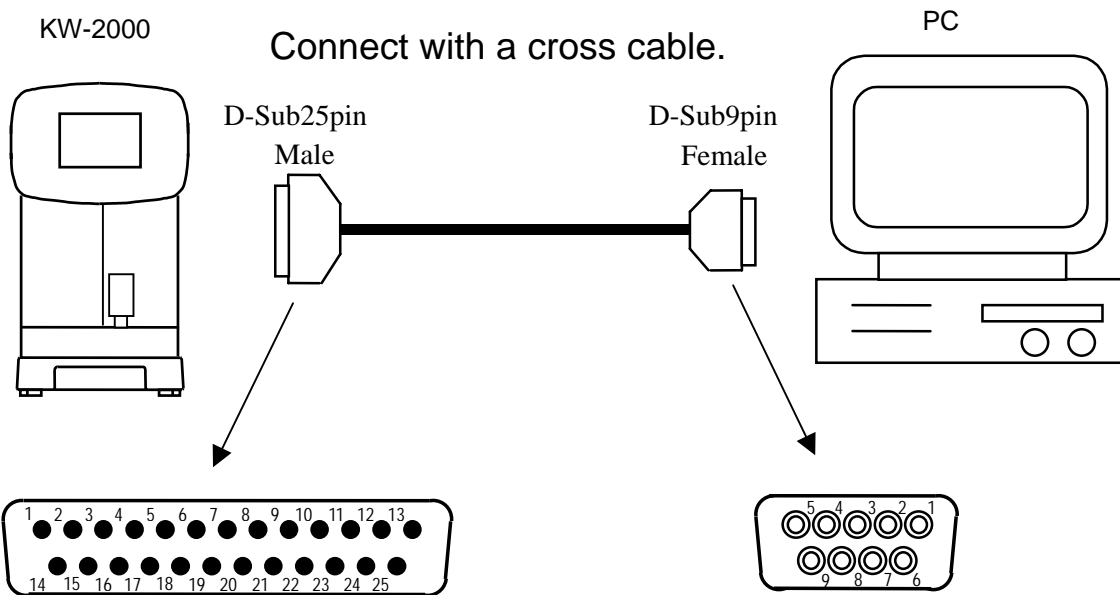 KW-2000
PC
Connect with a cross cable.
D-Sub25pin
Male
D-Sub9pin
Female
1 2 3 4 5 6 7 8 9 10 11 12 13
14 15 16 17 18 19 20 21 22 23 24 25
5 4 3 2 1
9 8 7 6